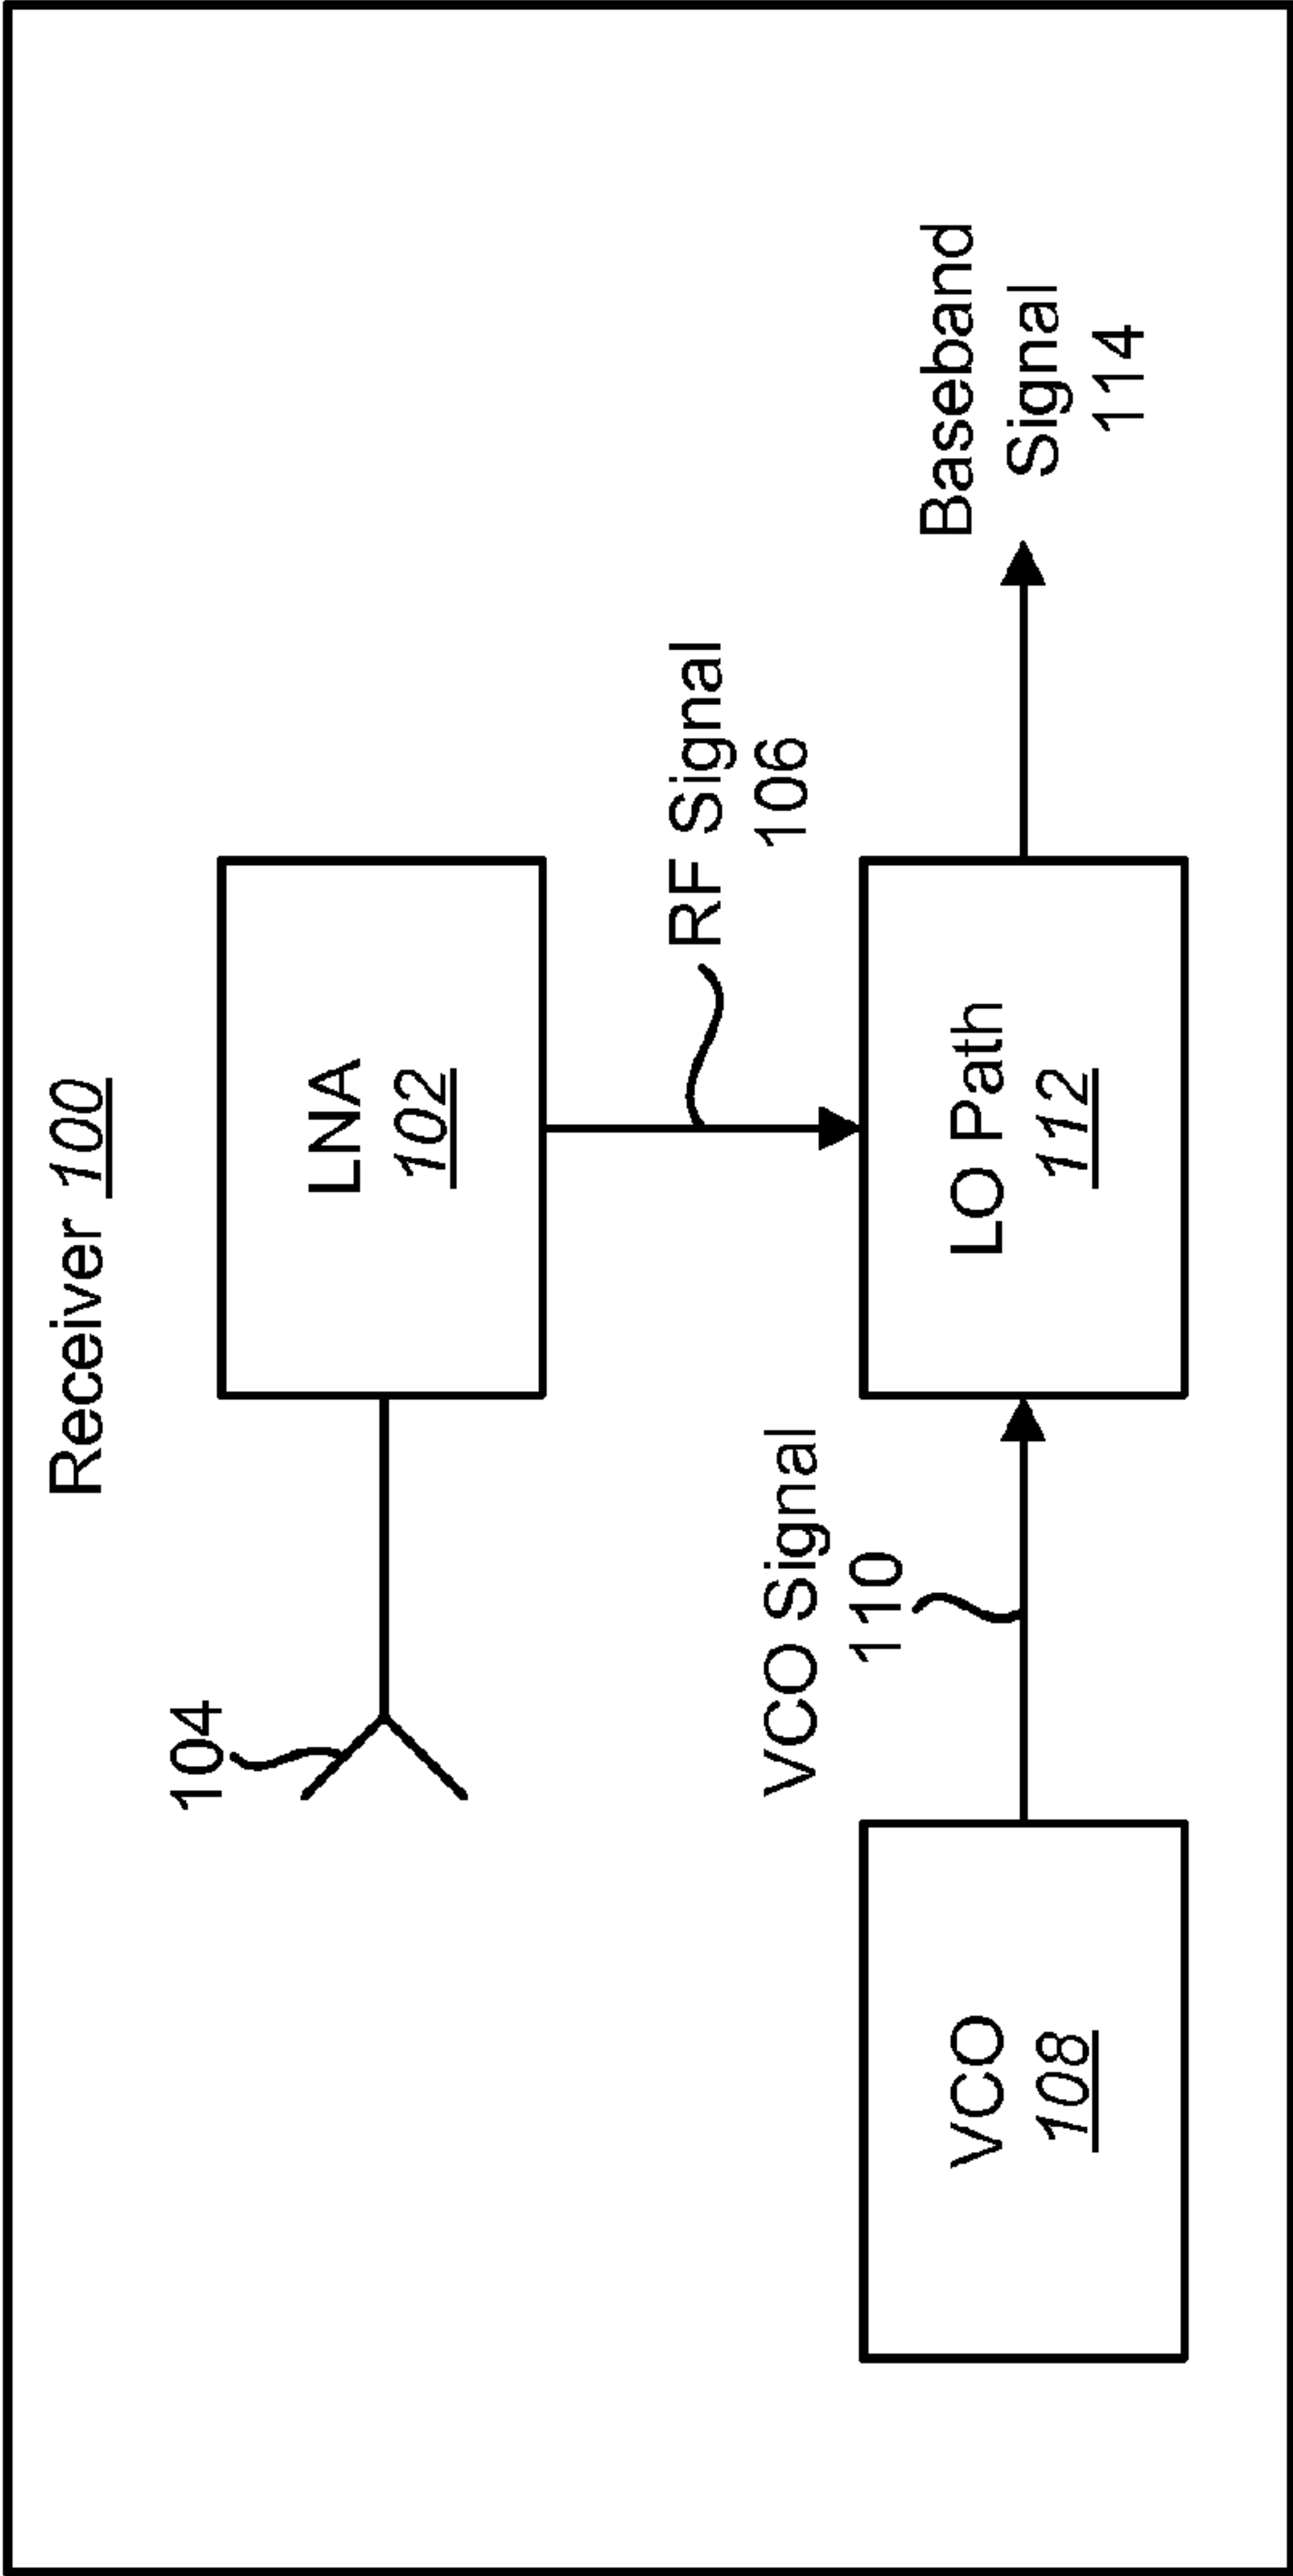 Receiver 100
104
LNA
102
RF Signal
106
VCO Signal
110
VCO
108
LO Path
112
Baseband
Signal
114